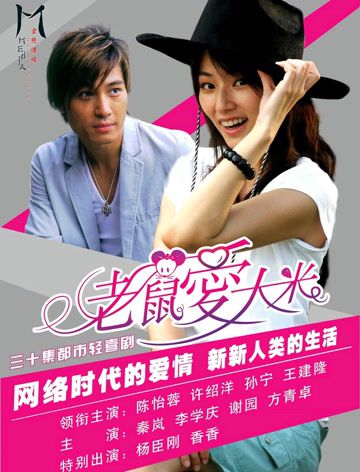 M
MEDIA
老鼠愛大米
三十集都市轻喜剧
网络时代的爱情 新新人类的生活
领衔主演:陈怡蓉 许绍洋 孙宁 王建隆
主 演:秦岚 李学庆 谢园 方青卓
特别出演:杨臣刚 香香